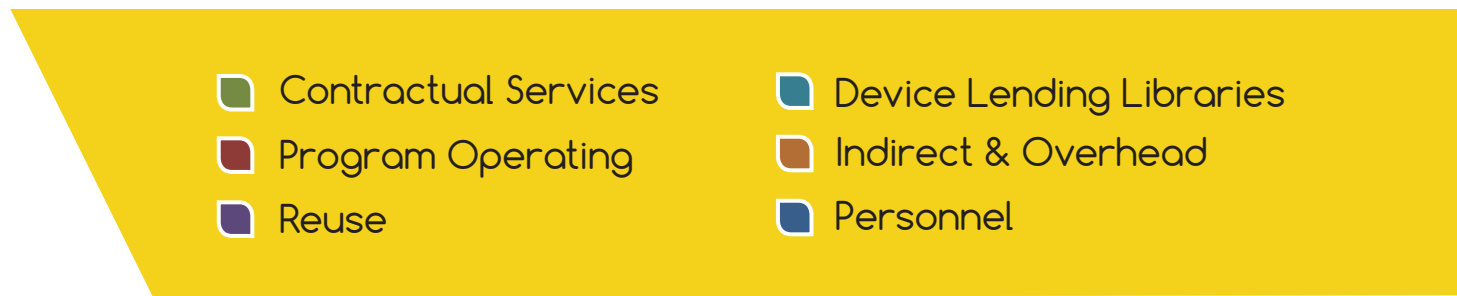 Contractual Services
Program Operating
Reuse
Device Lending Libraries
Indirect & Overhead
Personnel